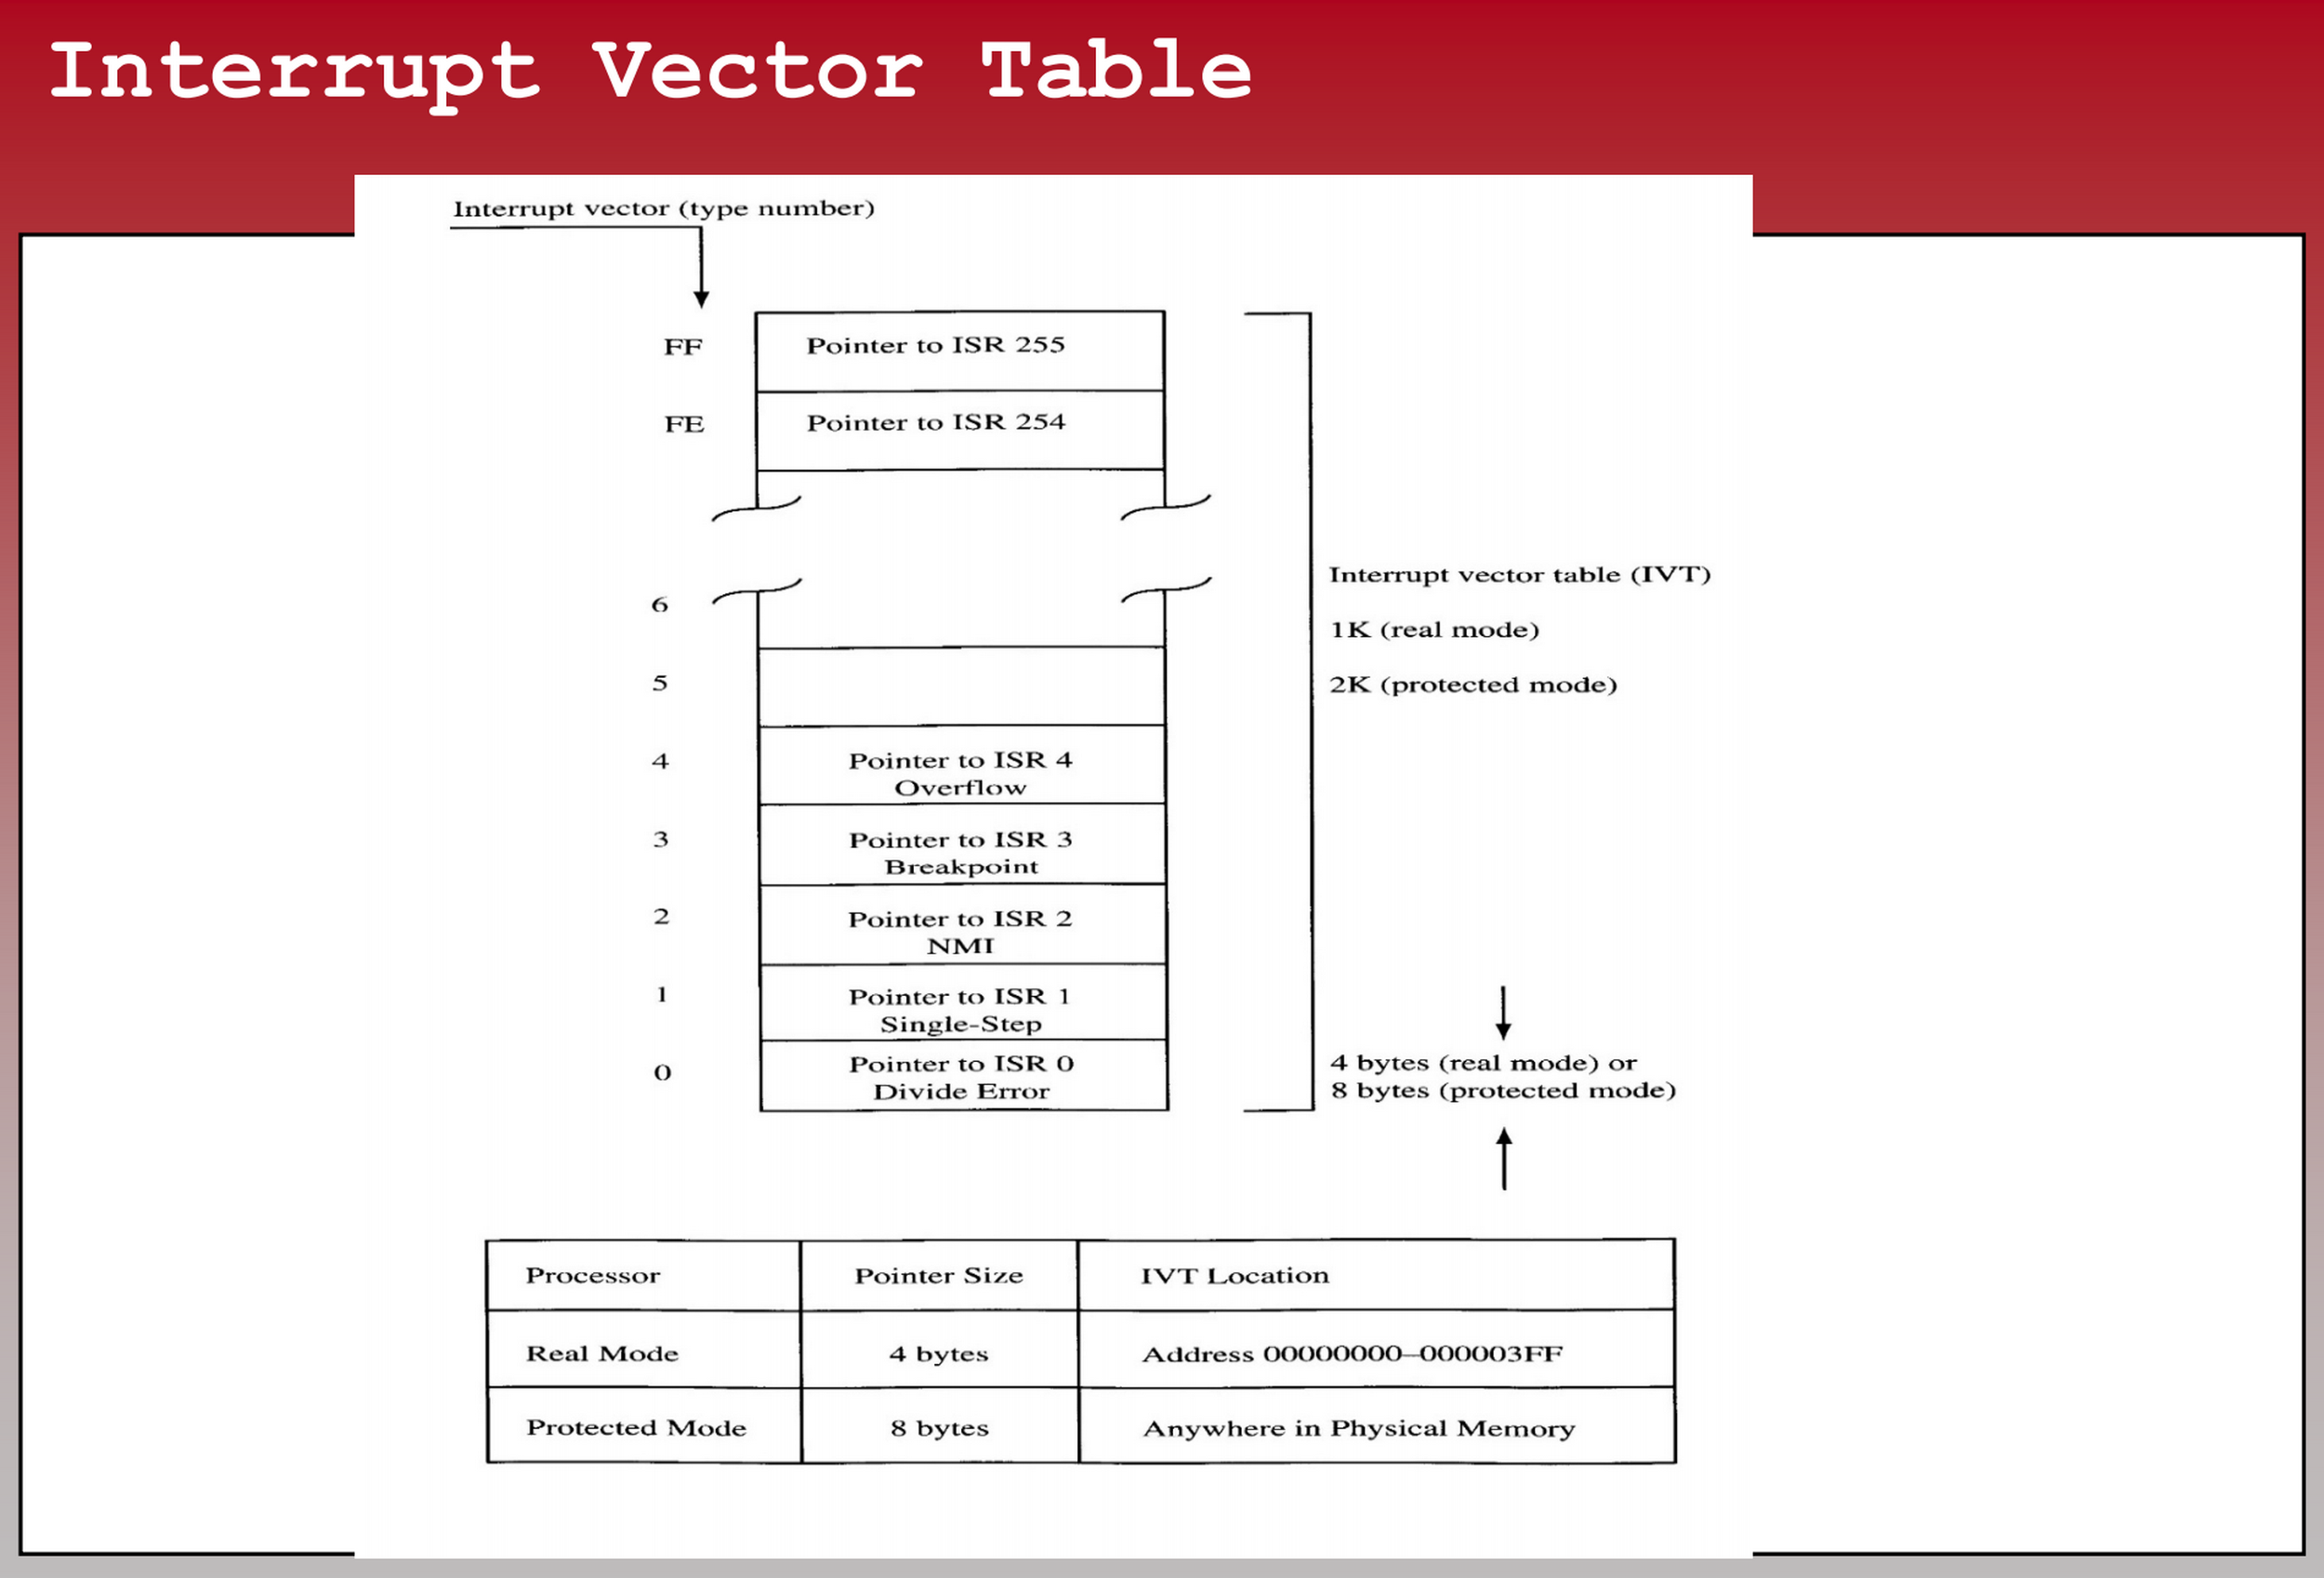 Interrupt Vector Table
Interrupt vector (type number)
FF
Pointer to ISR 255
FE
Pointer to ISR 254
6
5
4
Pointer to ISR 4
Overflow
3
Pointer to ISR 3
Breakpoint
2
Pointer to ISR 2
NMI
1
Pointer to ISR 1
Single-Step
0
Pointer to ISR 0
Divide Error
Interrupt vector table (IVT)
1K (real mode)
2K (protected mode)
4 bytes (real mode) or
8 bytes (protected mode)
Processor Pointer Size IVT Location
Real Mode 4 bytes Address 00000000–000003FF
Protected Mode 8 bytes Anywhere in Physical Memory